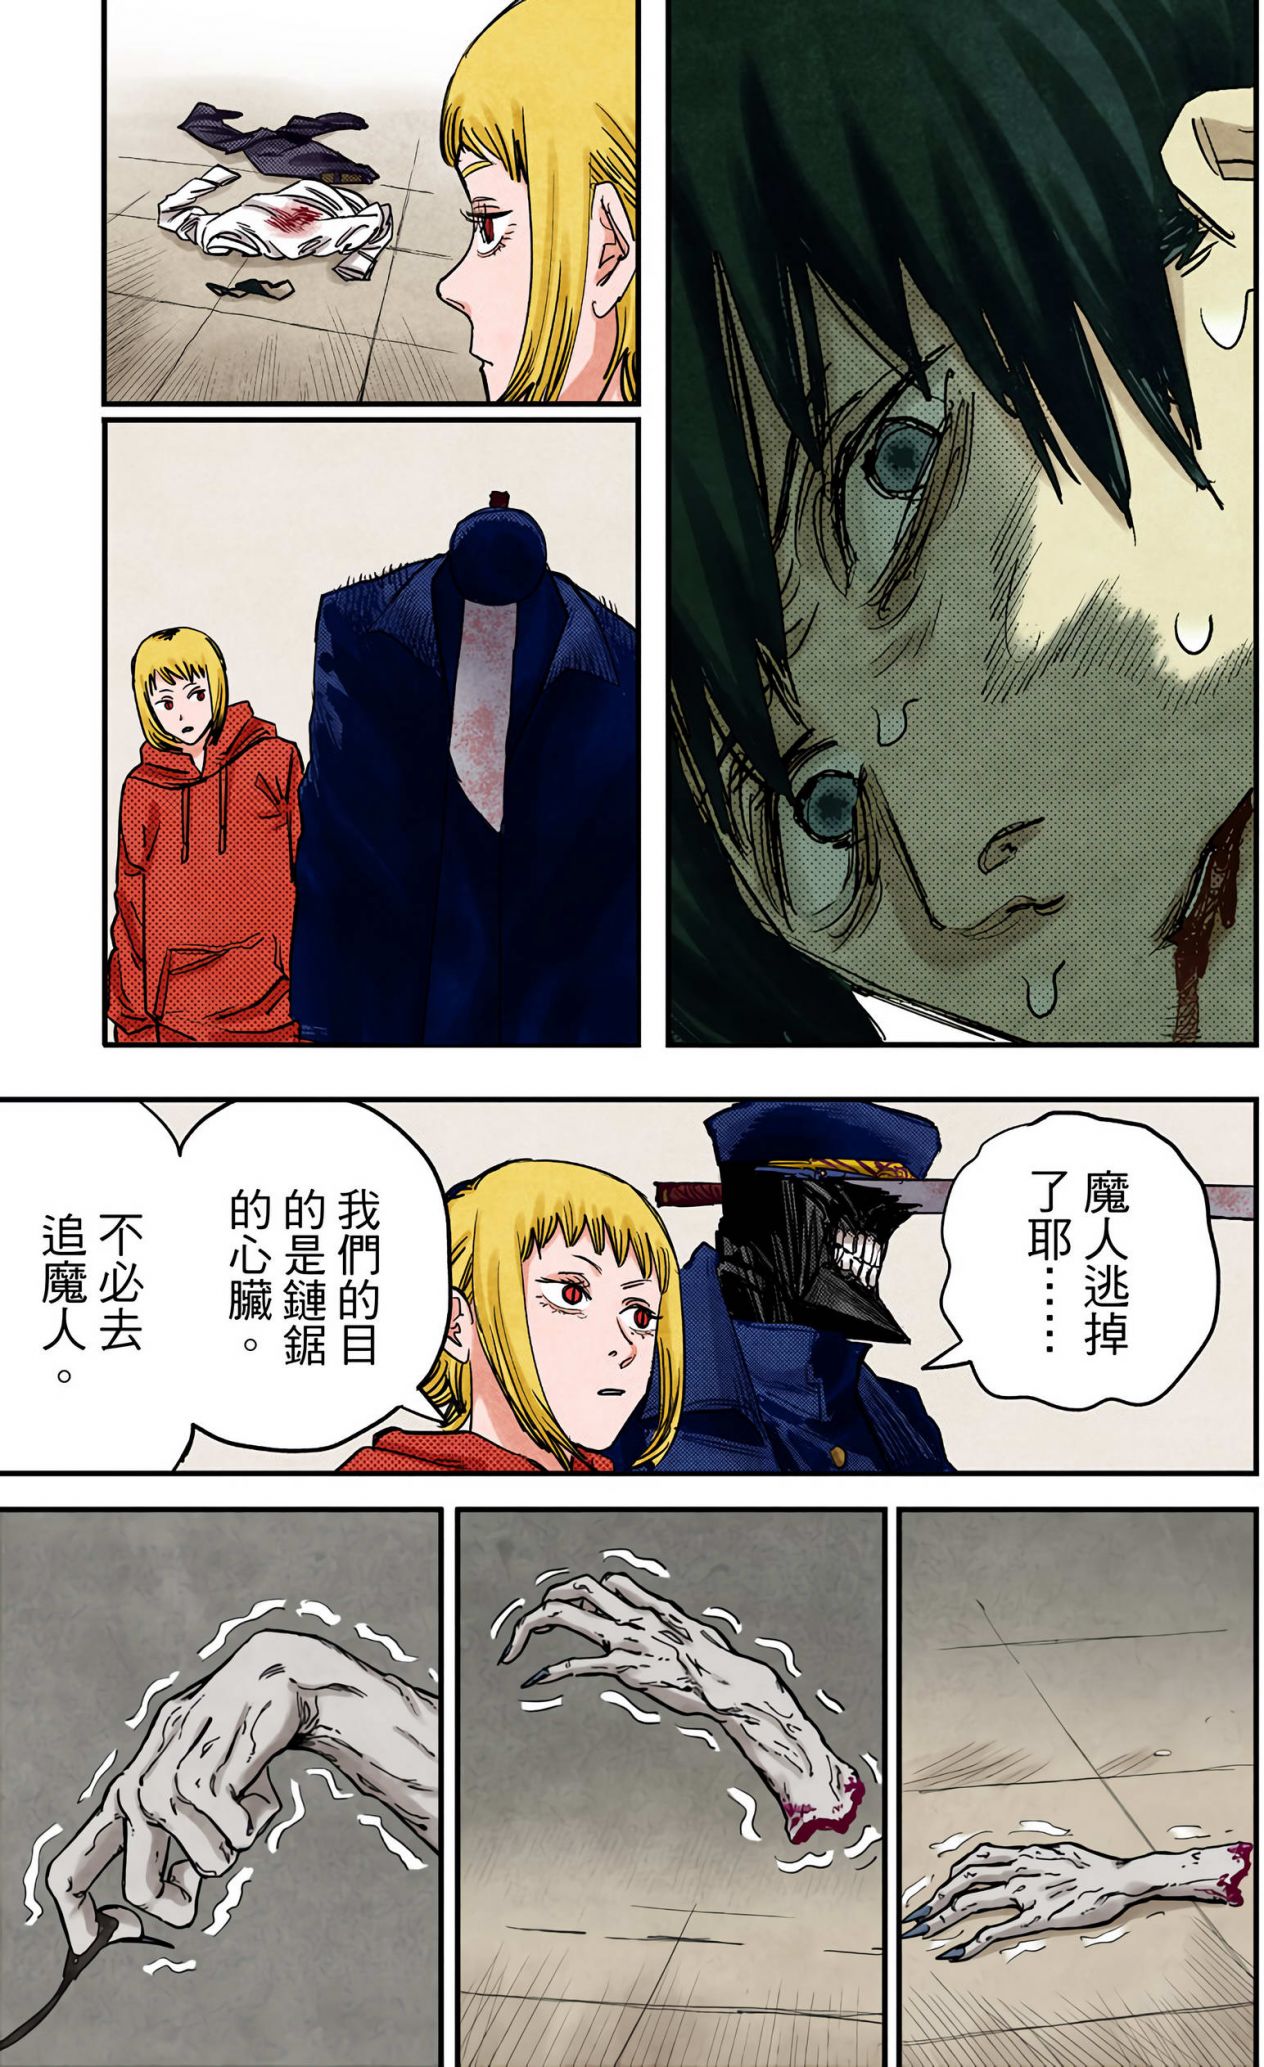 魔人逃掉
了耶……
我們的目
的是鏈鋸
的心臟。
不必去
追魔人。